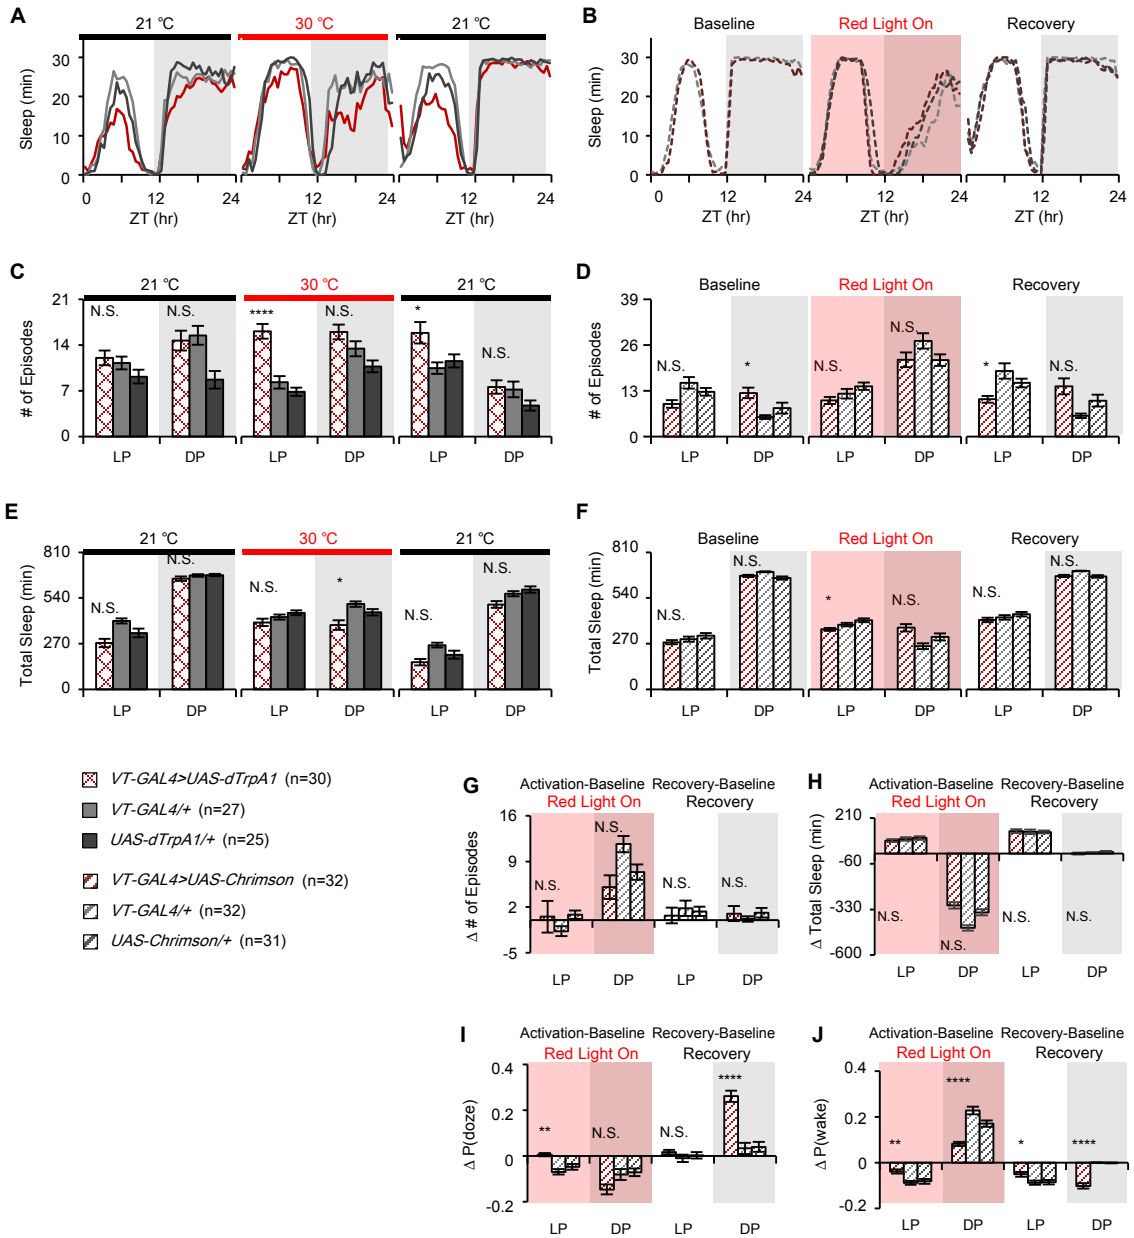 A
21 °C
30 °C
21 °C
Sleep (min)
30
20
10
0
0
12
24
12
24
12
24
ZT (hr)
ZT (hr)
ZT (hr)
B
Baseline
Red Light On
Recovery
Sleep (min)
30
20
10
0
0
12
24
12
24
12
24
ZT (hr)
ZT (hr)
ZT (hr)
C
21 °C
30 °C
21 °C
# of Episodes
21
14
7
0
N.S.
N.S.
****
N.S.
*
N.S.
LP
DP
LP
DP
LP
DP
D
Baseline
Red Light On
Recovery
# of Episodes
39
26
13
0
N.S.
*
N.S.
N.S.
*
N.S.
LP
DP
LP
DP
LP
DP
E
21 °C
30 °C
21 °C
Total Sleep (min)
810
540
270
0
N.S.
N.S.
N.S.
*
N.S.
N.S.
LP
DP
LP
DP
LP
DP
F
Baseline
Red Light On
Recovery
Total Sleep (min)
810
540
270
0
N.S.
N.S.
*
N.S.
N.S.
N.S.
LP
DP
LP
DP
LP
DP
VT-GAL4>UAS-dTrpA1 (n=30)
VT-GAL4/+ (n=27)
UAS-dTrpA1/+ (n=25)
VT-GAL4>UAS-Chrimson (n=32)
VT-GAL4/+ (n=32)
UAS-Chrimson/+ (n=31)
G
Activation-Baseline
Recovery-Baseline
Red Light On
Recovery
Δ # of Episodes
16
9
2
-5
N.S.
N.S.
N.S.
N.S.
LP
DP
LP
DP
H
Activation-Baseline
Recovery-Baseline
Red Light On
Recovery
Δ Total Sleep (min)
210
-60
-330
-600
N.S.
N.S.
N.S.
N.S.
LP
DP
LP
DP
I
Activation-Baseline
Recovery-Baseline
Red Light On
Recovery
Δ P(doze)
0.4
0.2
0
-0.2
**
N.S.
N.S.
****
LP
DP
LP
DP
J
Activation-Baseline
Recovery-Baseline
Red Light On
Recovery
Δ P(wake)
0.4
0.2
0
-0.2
**
****
*
****
LP
DP
LP
DP